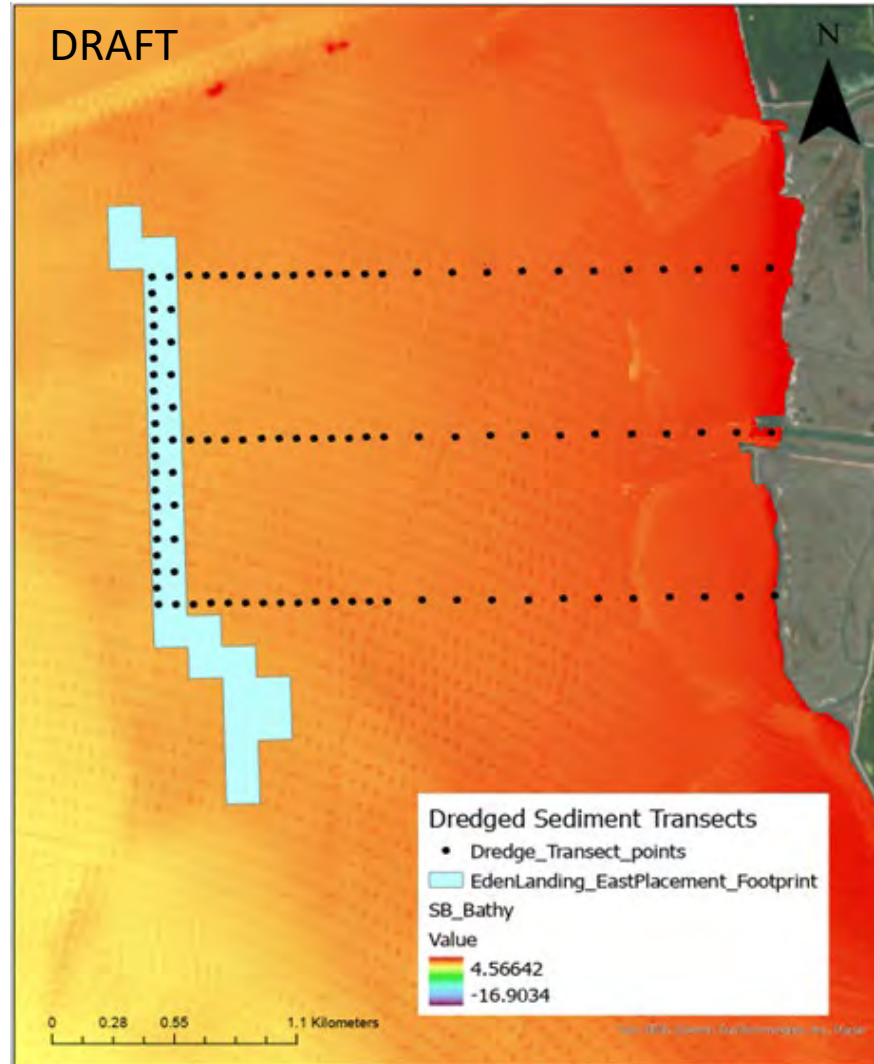 DRAFT
N
Dredged Sediment Transects
Dredge_Transect_points
EdenLanding_EastPlacement_Footprint
SB_Bathy
Value
4.56642
-16.9034
0 0.28 0.55 1.1 Kilometers